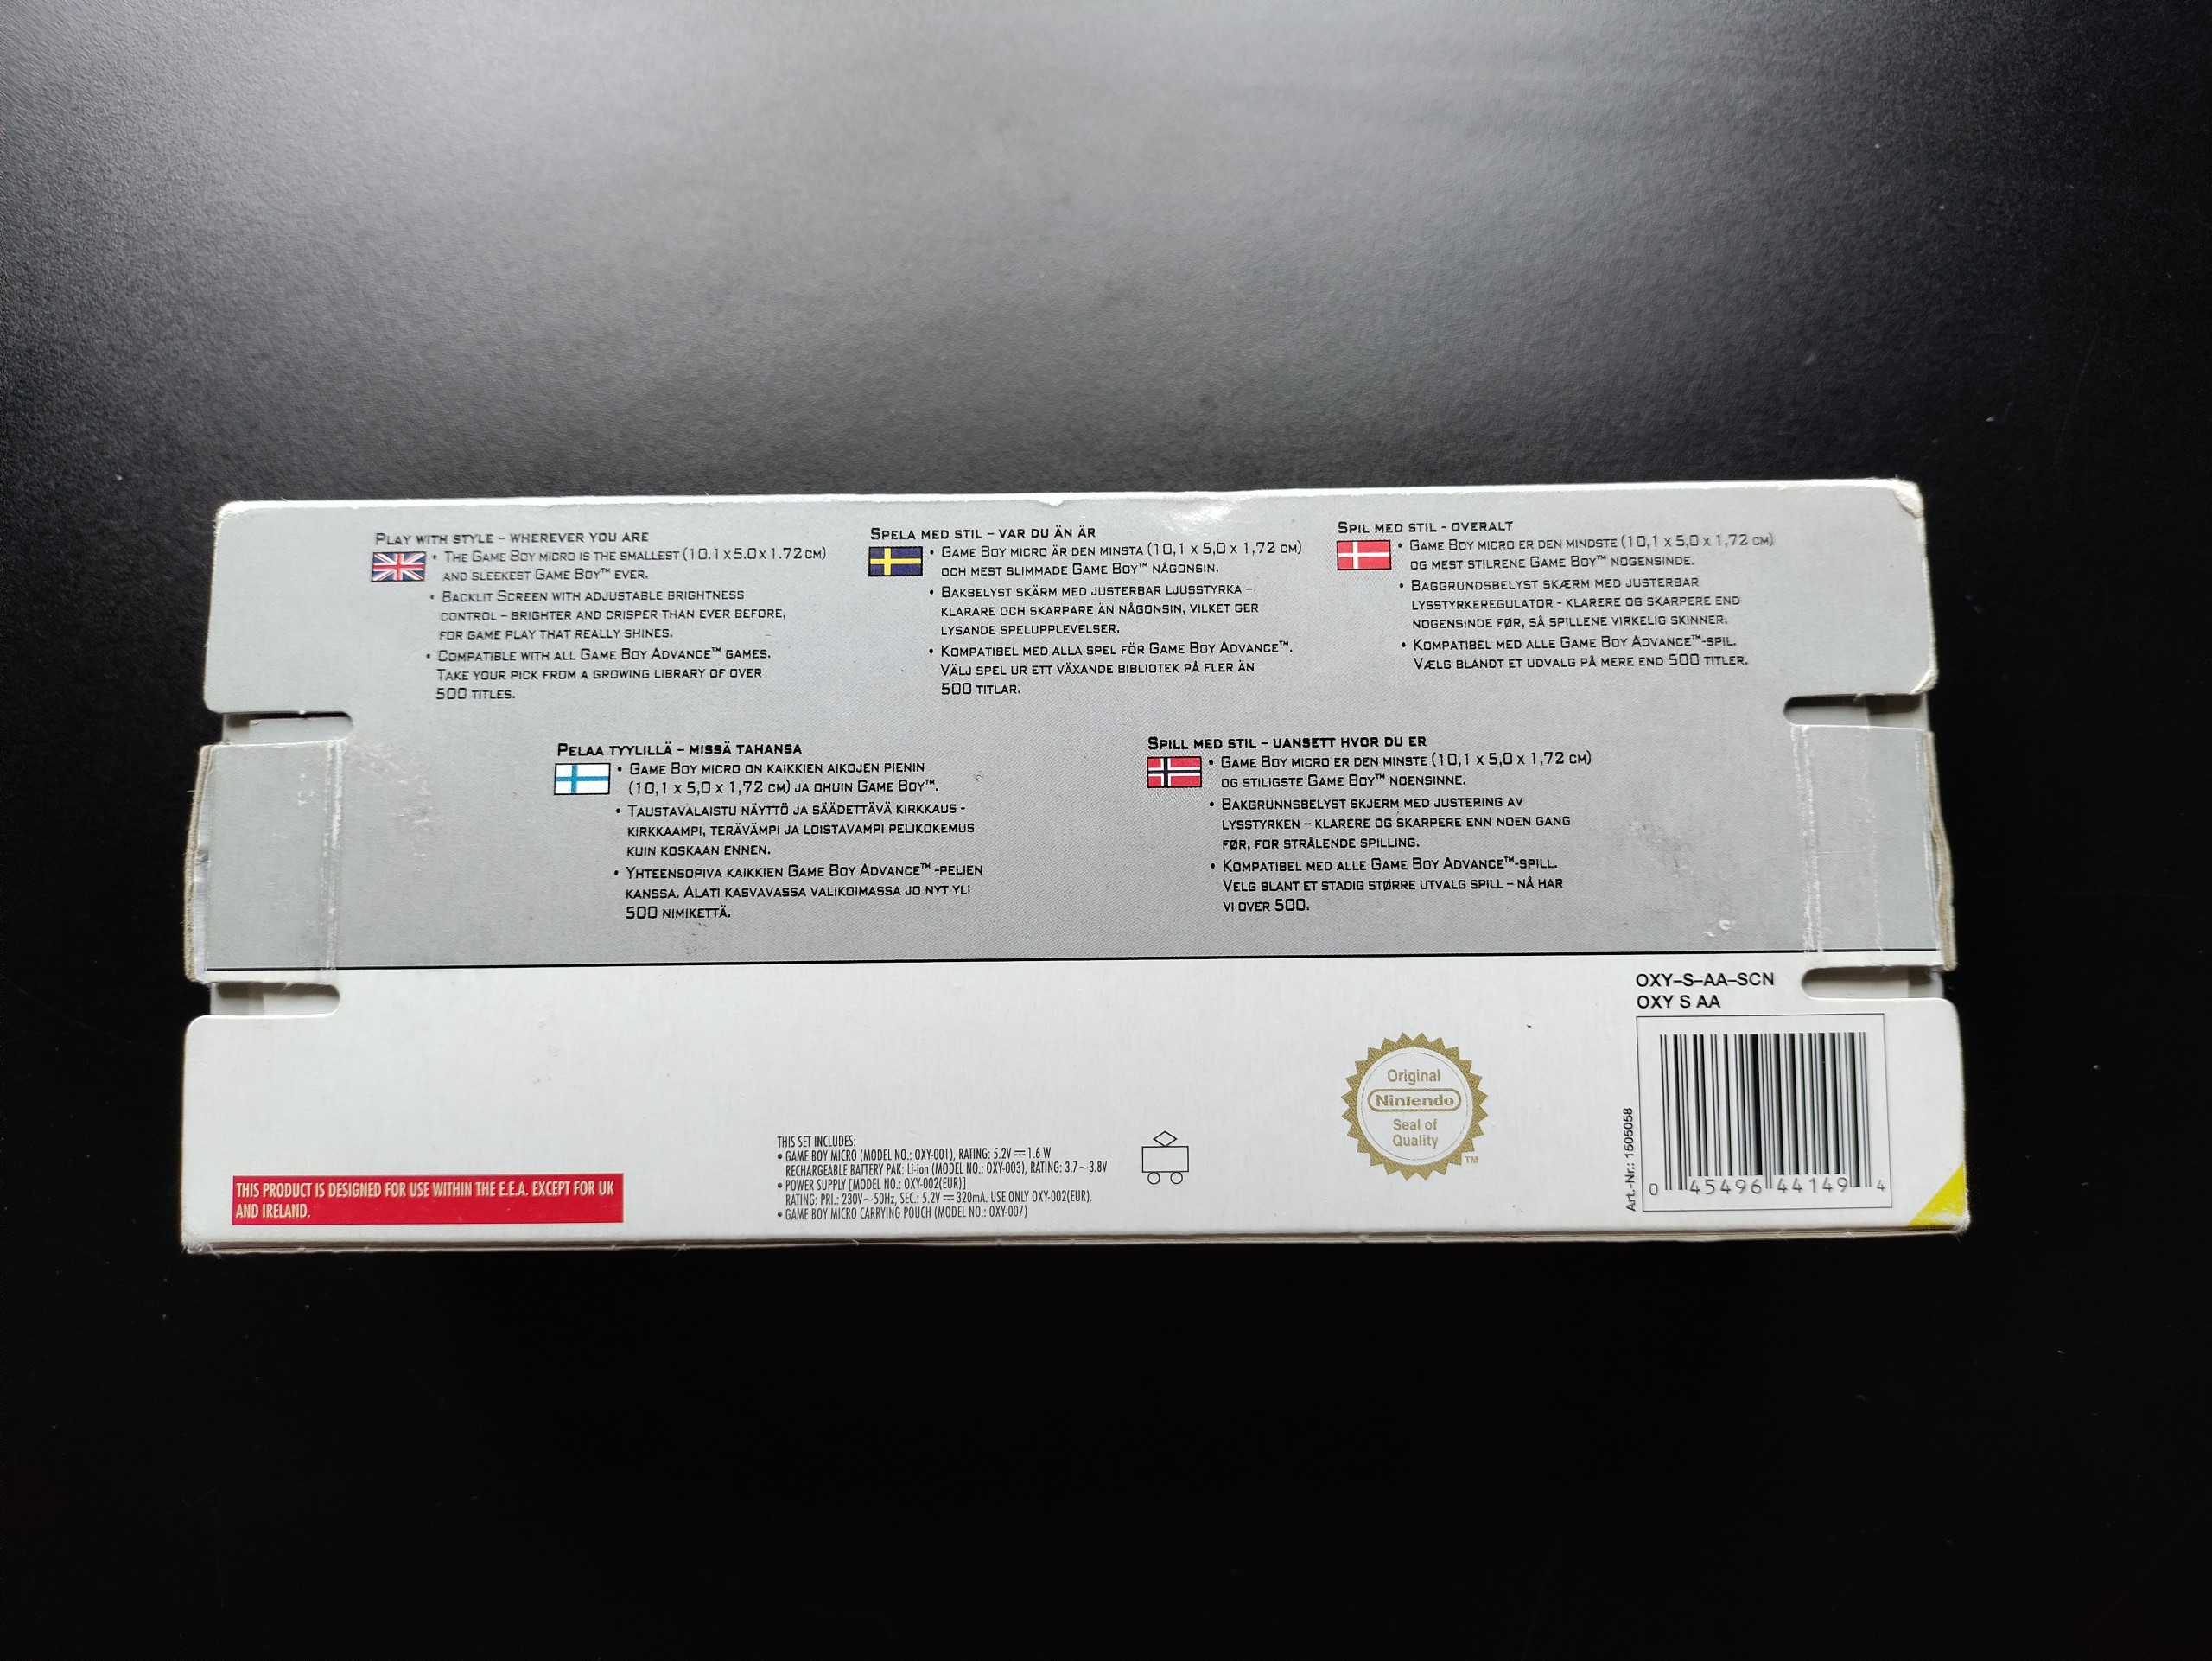 PLAY WITH STYLE – WHEREVER YOU ARE
• THE GAME BOY MICRO IS THE SMALLEST (10.1 x 5.0 x 1.72 CM)
AND SLEEKEST GAME BOY™ EVER.
• BACKLIT SCREEN WITH ADJUSTABLE BRIGHTNESS
CONTROL – BRIGHTER AND CRISPER THAN EVER BEFORE,
FOR GAME PLAY THAT REALLY SHINES.
• COMPATIBLE WITH ALL GAME BOY ADVANCE™ GAMES.
TAKE YOUR PICK FROM A GROWING LIBRARY OF OVER
500 TITLES.
SPELA MED STIL – VAR DU ÄN ÄR
• GAME BOY MICRO ÄR DEN MINSTA (10,1 x 5,0 x 1,72 CM)
OCH MEST SLIMMADE GAME BOY™ NÅGONSIN.
• BAKBELYST SKÄRM MED JUSTERBAR LJUSSTYRKA –
KLARARE OCH SKARPARE ÄN NÅGONSIN, VILKET GER
LYSANDE SPELUPPLEVELSER.
• KOMPATIBEL MED ALLA SPEL FÖR GAME BOY ADVANCE™.
VÄLJ SPEL UR ETT VÄXANDE BIBLIOTEK PÅ FLER ÄN
500 TITLAR.
SPIL MED STIL - OVERALT
• GAME BOY MICRO ER DEN MINDSTE (10,1 x 5,0 x 1,72 CM)
OG MEST STILRENE GAME BOY™ NOGENSINDE.
• BAGGRUNDSBELYST SKÆRM MED JUSTERBAR
LYSSTYRKEREGULATOR - KLARERE OG SKARPERE END
NOGENSINDE FØR, SÅ SPILLENE VIRKELIG SKINNER.
• KOMPATIBEL MED ALLE GAME BOY ADVANCE™-SPIL.
VÆLG BLANDT ET UDVALG PÅ MERE END 500 TITLER.
PELAA TYYLILLÄ – MISSÄ TAHANSA
• GAME BOY MICRO ON KAIKKIEN AIKOJEN PIENIN
(10,1 x 5,0 x 1,72 CM) JA OHUIN GAME BOY™.
• TAUSTAVALAISTU NÄYTTÖ JA SÄÄDETTÄVÄ KIRKKAUS -
KIRKKAAMPI, TERÄVÄMPI JA LOISTAVAMPI PELIKOKEMUS
KUIN KOSKAAN ENNEN.
• YHTEENSOPIVA KAIKKIEN GAME BOY ADVANCE™ -PELIEN
KANSSA. ALATI KASVAVASSA VALIKOIMASSA JO NYT YLI
500 NIMIKETTÄ.
SPILL MED STIL – UANSETT HVOR DU ER
• GAME BOY MICRO ER DEN MINSTE (10,1 x 5,0 x 1,72 CM)
OG STILIGSTE GAME BOY™ NOENSINNE.
• BAKGRUNNSBELYST SKJERM MED JUSTERING AV
LYSSTYRKEN – KLARERE OG SKARPERE ENN NOEN GANG
FØR, FOR STRÅLENDE SPILLING.
• KOMPATIBEL MED ALLE GAME BOY ADVANCE™-SPILL.
VELG BLANT ET STADIG STØRRE UTVALG SPILL – NÅ HAR
VI OVER 500.
THIS PRODUCT IS DESIGNED FOR USE WITHIN THE E.E.A. EXCEPT FOR UK
AND IRELAND.
THIS SET INCLUDES:
• GAME BOY MICRO (MODEL NO.: OXY-001), RATING: 5.2V ⎓ 1.6 W
RECHARGEABLE BATTERY PAK: Li-ion (MODEL NO.: OXY-003), RATING: 3.7~3.8V
• POWER SUPPLY [MODEL NO.: OXY-002(EUR)]
RATING: PRI.: 230V~50Hz, SEC.: 5.2V ⎓ 320mA. USE ONLY OXY-002(EUR).
• GAME BOY MICRO CARRYING POUCH (MODEL NO.: OXY-007)
Original
Nintendo
Seal of
Quality
TM
OXY–S–AA–SCN
OXY S AA
Art.-Nr.: 1505058
0 45496 44149 4